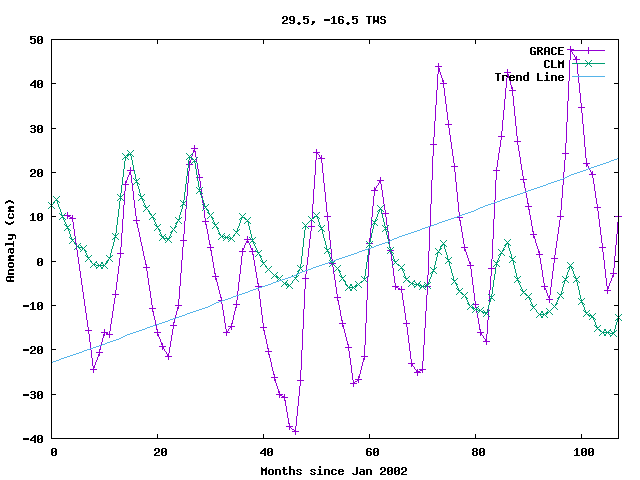 29.5, -16.5 TWS
50
40
30
20
10
0
-10
-20
-30
-40
Anomaly (cm)
GRACE
CLM
Trend Line
0 20 40 60 80 100
Months since Jan 2002